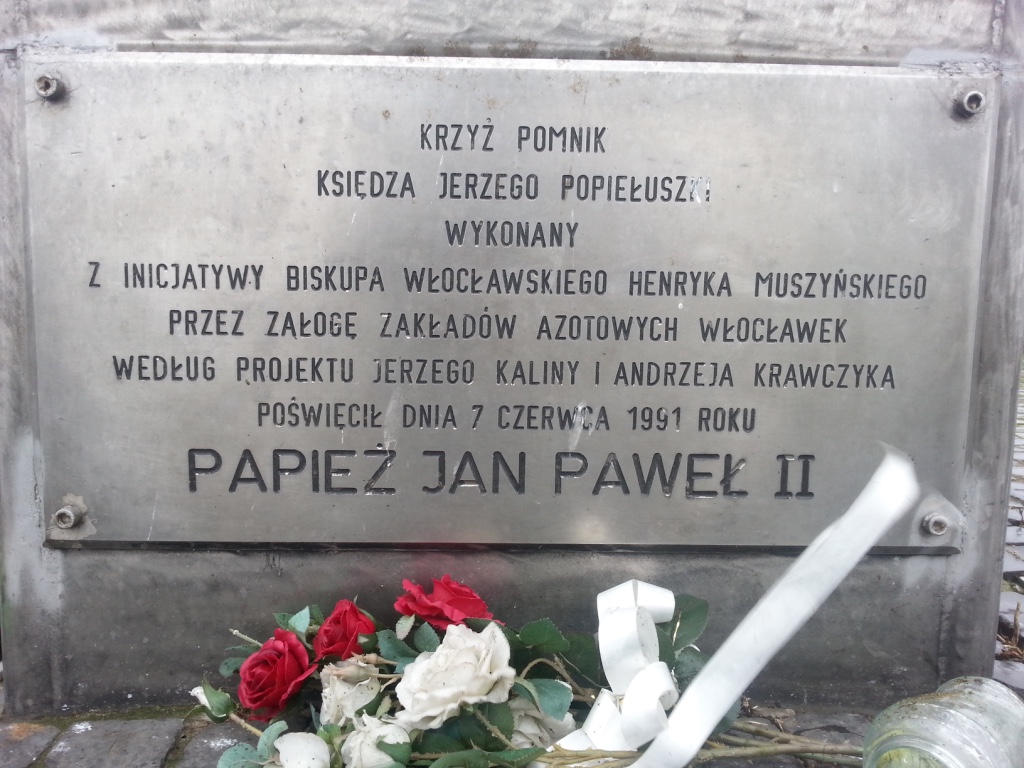 KRZYŻ POMNIK
KSIĘDZA JERZEGO POPIEŁUSZKI
WYKONANY
Z INICJATYWY BISKUPA WŁOCŁAWSKIEGO HENRYKA MUSZYŃSKIEGO
PRZEZ ZAŁOGĘ ZAKŁADÓW AZOTOWYCH WŁOCŁAWEK
WEDŁUG PROJEKTU JERZEGO KALINY I ANDRZEJA KRAWCZYKA
POŚWIĘCIŁ DNIA 7 CZERWCA 1991 ROKU
PAPIEŻ JAN PAWEŁ II